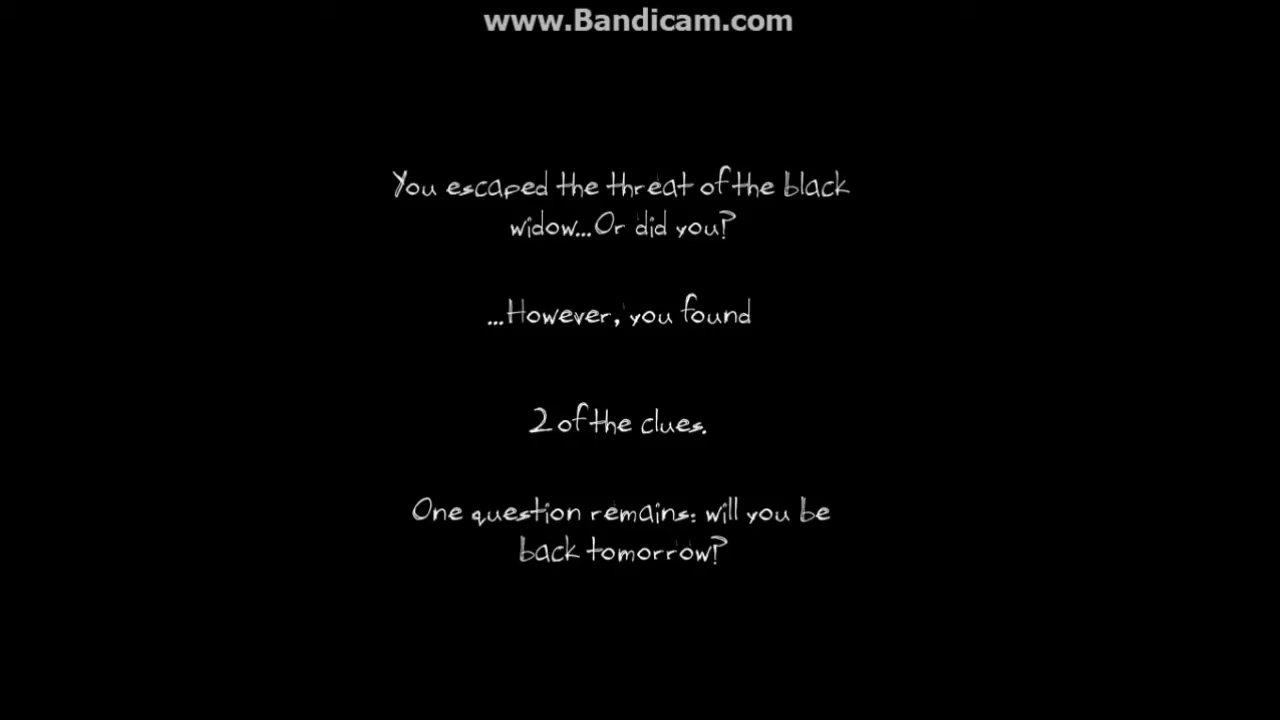 www.Bandicam.com
You escaped the threat of the black
widow...Or did you?
...However, you found
2 of the clues.
One question remains: will you be
back tomorrow?